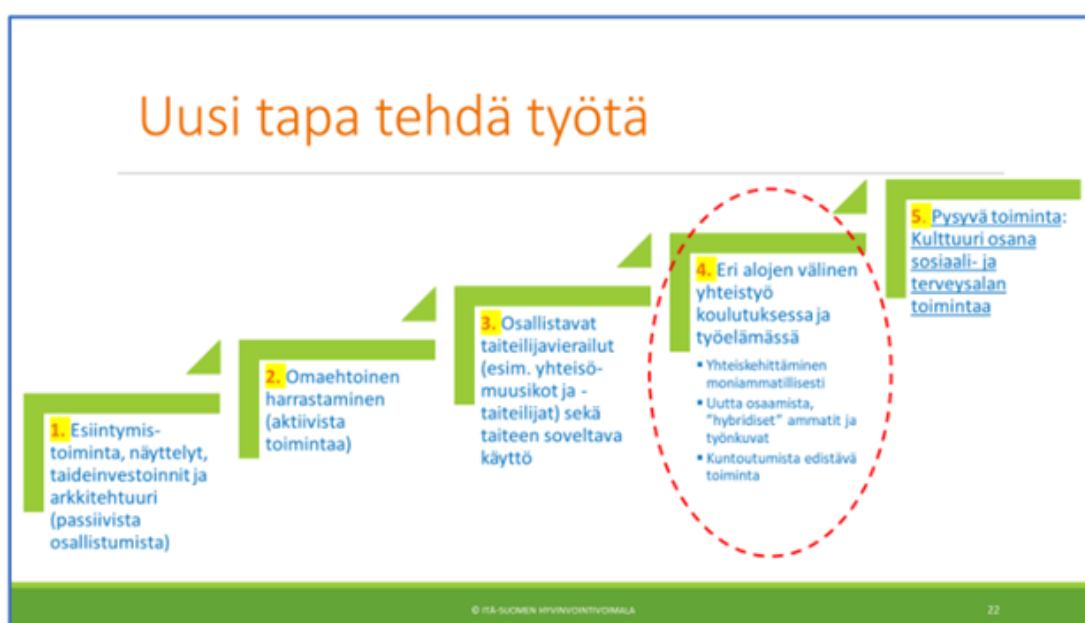 Uusi tapa tehdä työtä
1. Esiintymis-
toiminta, näyttelyt,
taideinvestoinnit ja
arkkitehtuuri
(passiivista
osallistumista)
2. Omaehtoinen
harrastaminen
(aktiivista
toimintaa)
3. Osallistavat
taiteilijavierailut
(esim. yhteisö-
muusikot ja -
taiteilijat) sekä
taiteen soveltava
käyttö
4. Eri alojen välinen
yhteistyö
koulutuksessa ja
työelämässä
▪ Yhteiskehittäminen
moniammatillisesti
▪ Uutta osaamista,
"hybridiset" ammatit ja
työnkuvat
▪ Kuntoutumista edistävä
toiminta
5. Pysyvä toiminta:
Kulttuuri osana
sosiaali- ja
terveysalan
toimintaa
© ITÄ-SUOMEN HYVINVOINTIVOIMALA
22